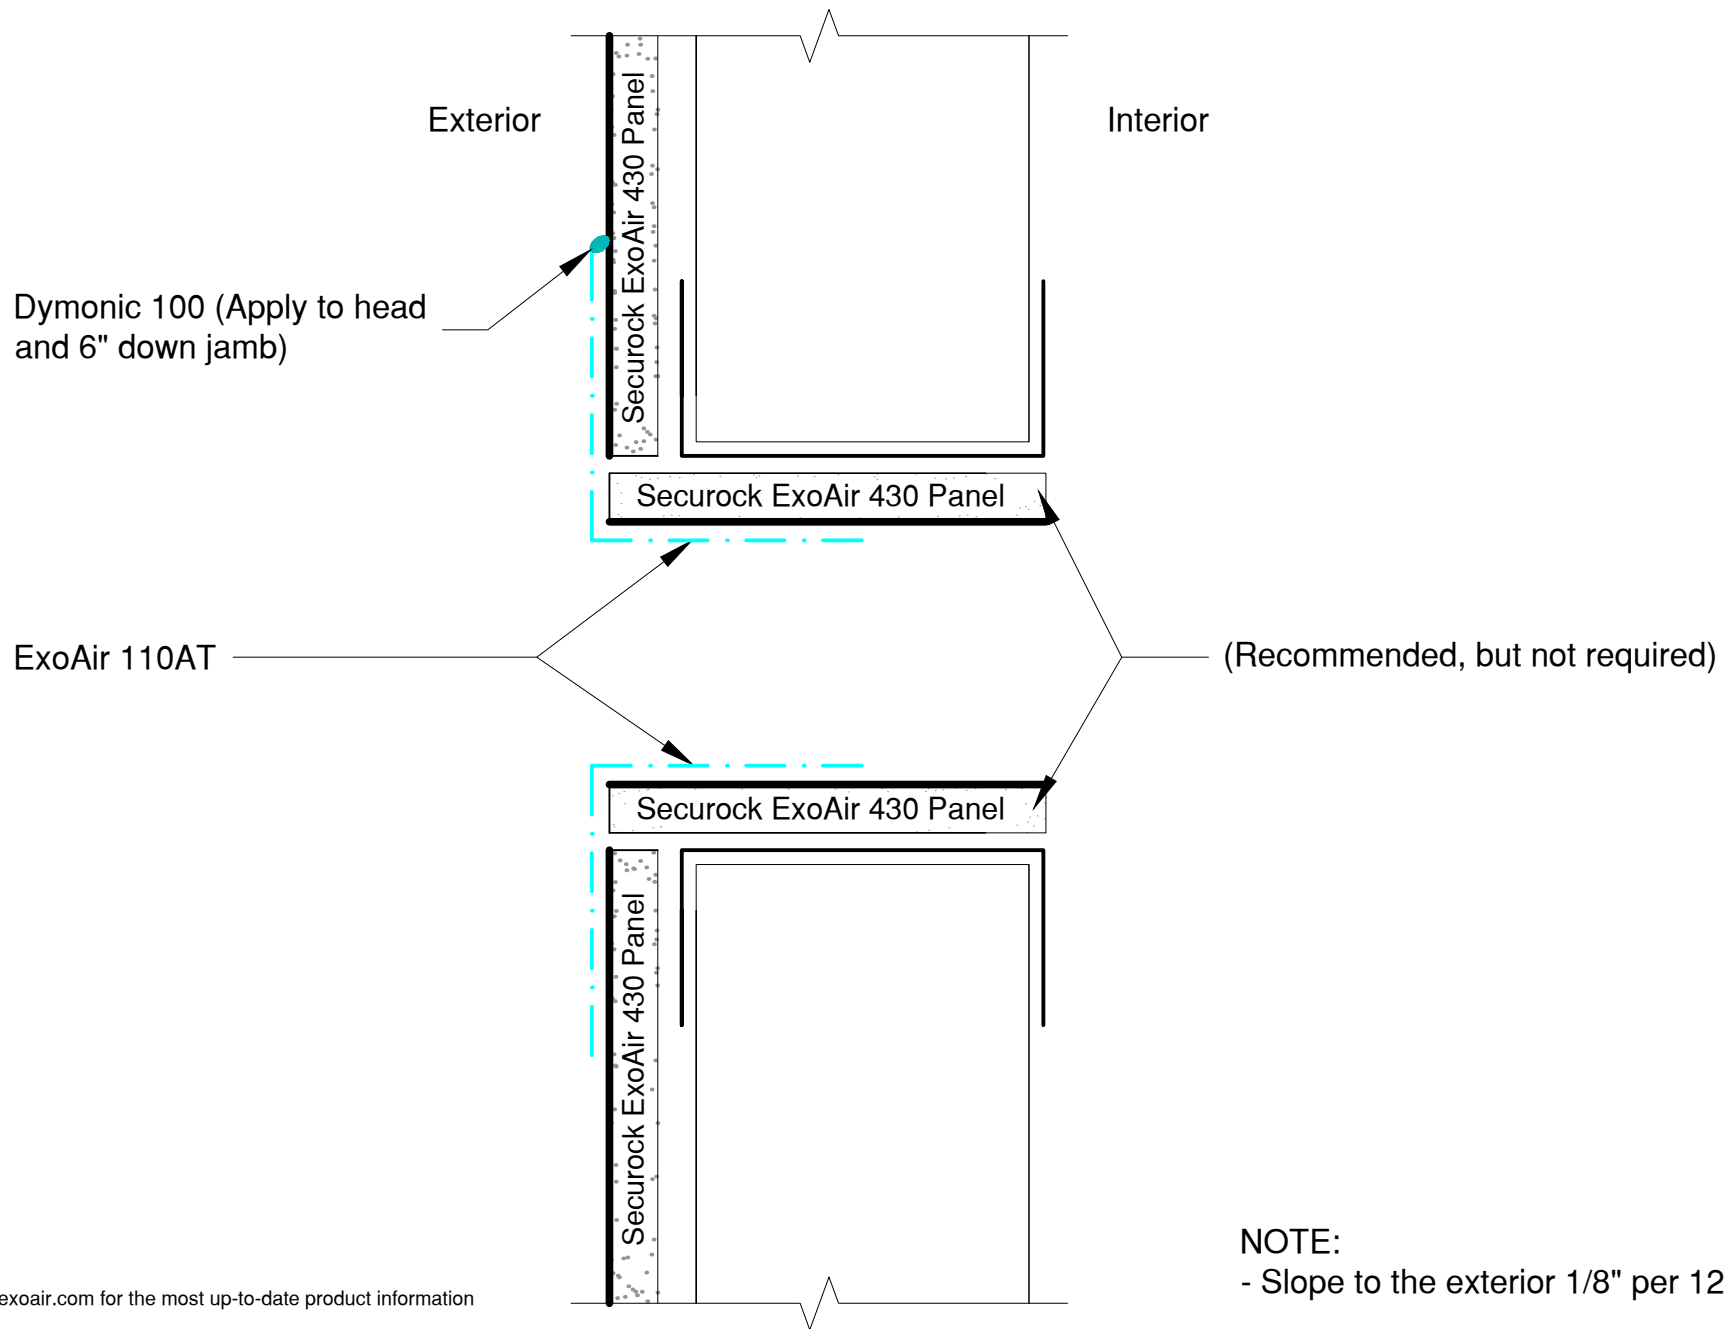 Exterior
Interior
Securock ExoAir 430 Panel
Dymonic 100 (Apply to head
and 6" down jamb)
Securock ExoAir 430 Panel
ExoAir 110AT
(Recommended, but not required)
Securock ExoAir 430 Panel
Securock ExoAir 430 Panel
NOTE:
- Slope to the exterior 1/8" per 12
exoair.com for the most up-to-date product information